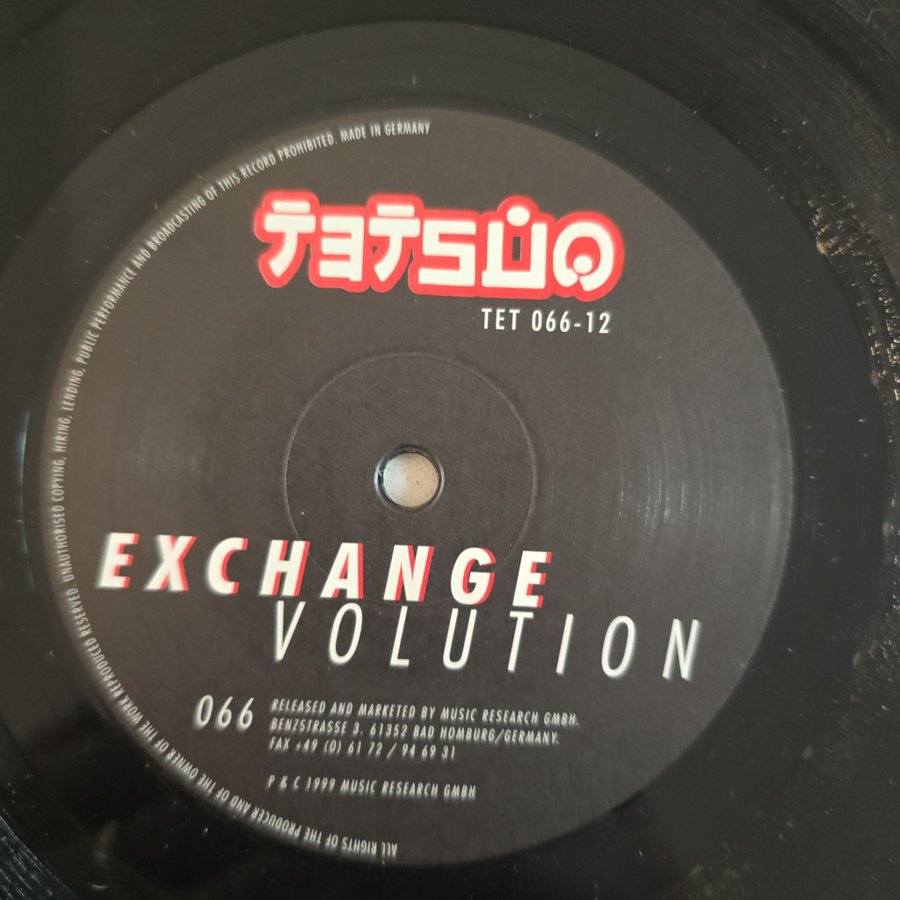 TETSUO
TET 066-12
EXCHANGE
VOLUTION
066
RELEASED AND MARKETED BY MUSIC RESEARCH GMBH.
BENZSTRASSE 3. 61352 BAD HOMBURG/GERMANY.
FAX +49 (0) 61 72 / 94 69 31
P & C 1999 MUSIC RESEARCH GMBH
ALL RIGHTS OF THE PRODUCER AND OF THE OWNER OF THE WORK REPRODUCED RESERVED. UNAUTHORISED COPYING, HIRING, LENDING, PUBLIC PERFORMANCE AND BROADCASTING OF THIS RECORD PROHIBITED. MADE IN GERMANY